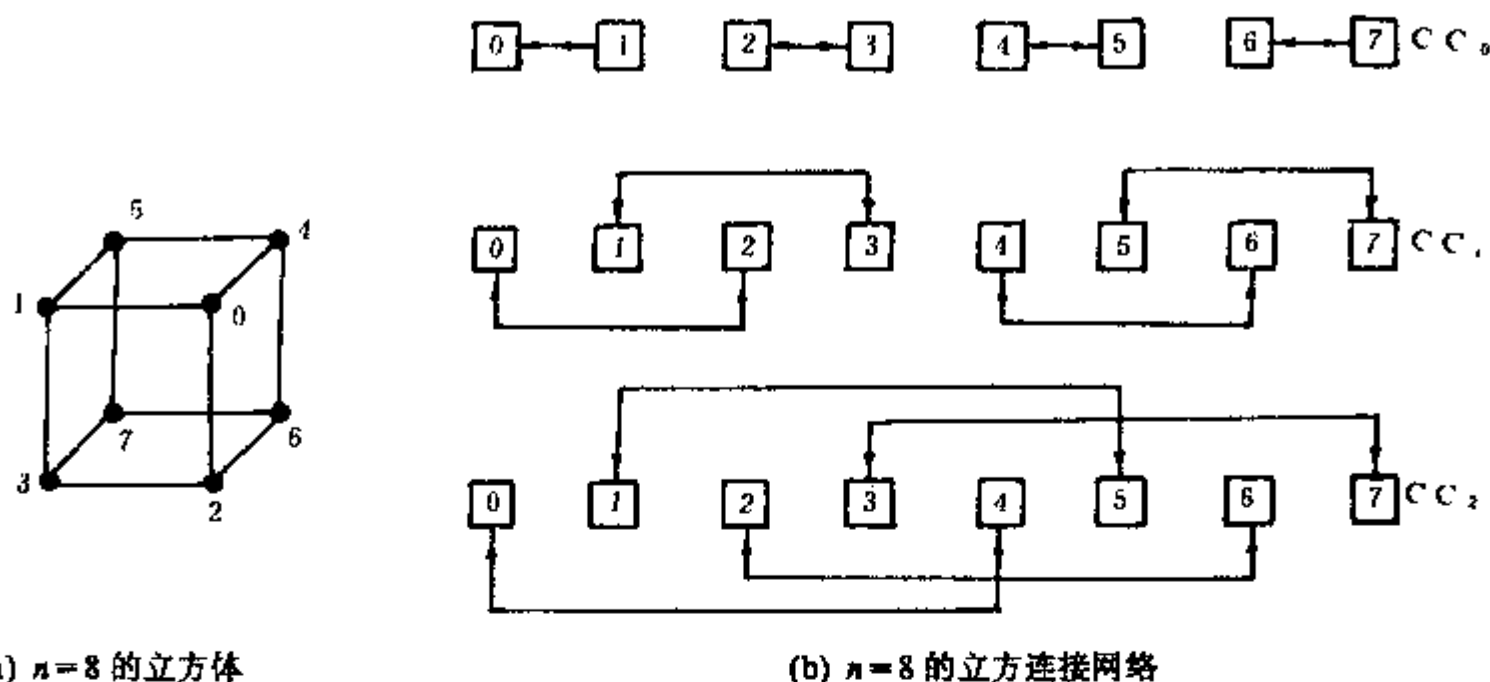 0 1 2 3 4 5 6 7 CC₀
5 4
0 1 2 3 4 5 6 7 CC₁
1 0
7 6
3 2
0 1 2 3 4 5 6 7 CC₂
) n=8 的立方体 (b) n=8 的立方连接网络